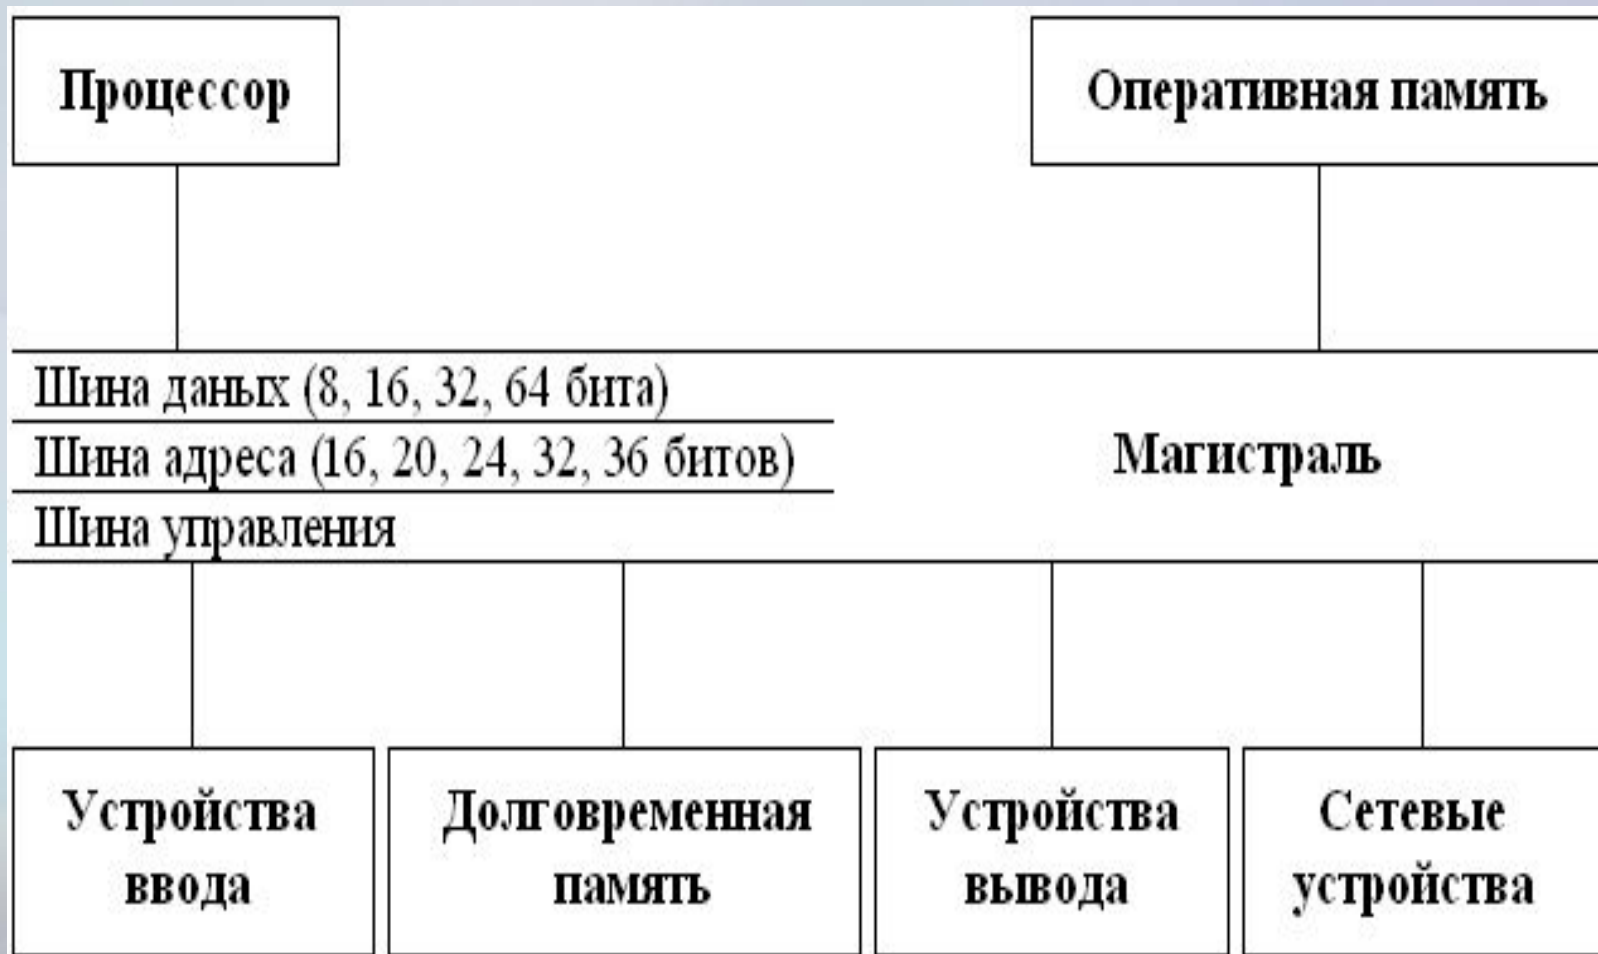 Процессор
Оперативная память
Шина даных (8, 16, 32, 64 бита)
Шина адреса (16, 20, 24, 32, 36 битов)
Шина управления
Магистраль
Устройства
ввода
Долговременная
память
Устройства
вывода
Сетевые
устройства